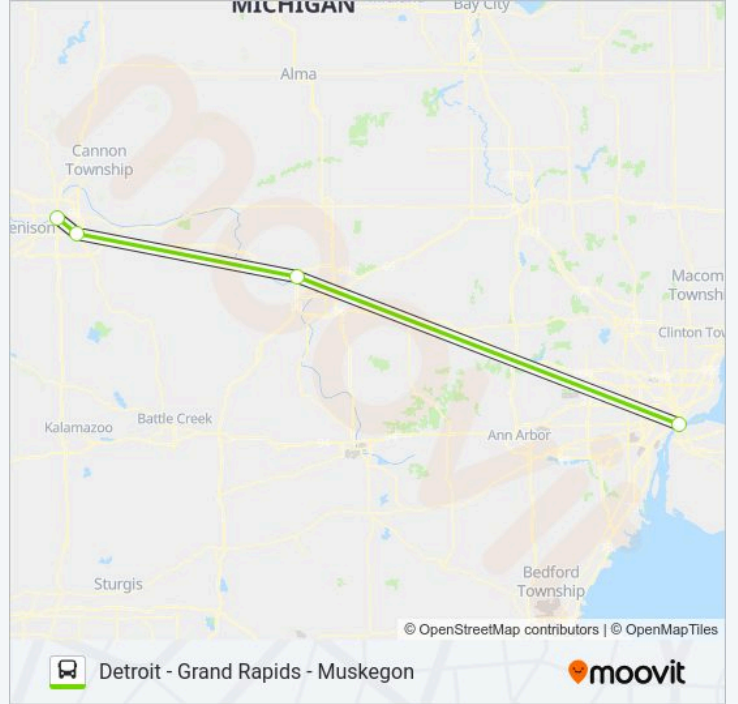 MICHIGAN
Bay City
Alma
Cannon
Township
enison
Macom
Townsh
Clinton Tow
Kalamazoo
Battle Creek
Ann Arbor
Sturgis
Bedford
Township
© OpenStreetMap contributors | © OpenMapTiles
Detroit - Grand Rapids - Muskegon
moovit